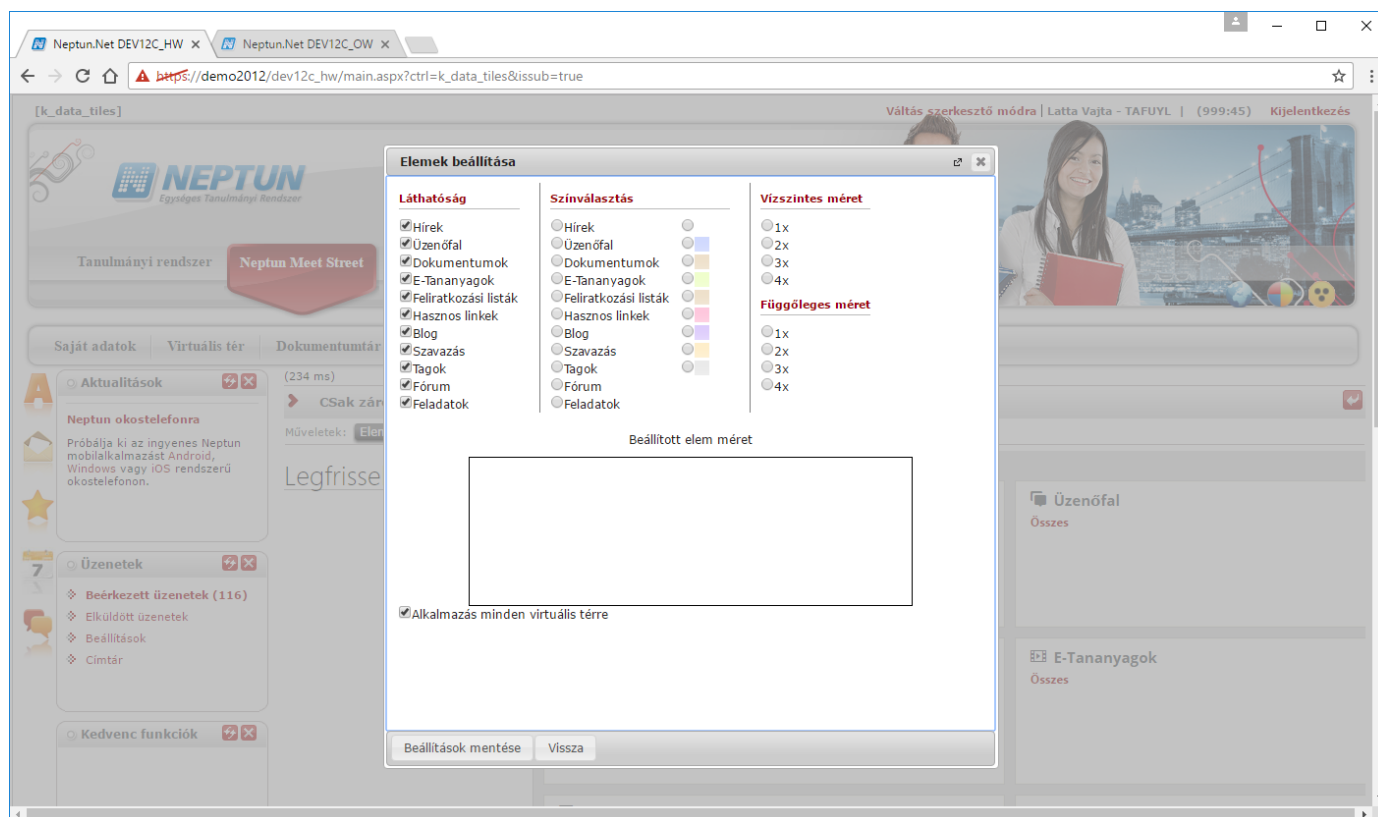 Neptun.Net DEV12C_HW
Neptun.Net DEV12C_OW
https://demo2012/dev12c_hw/main.aspx?ctrl=k_data_tiles&issub=true
[k_data_tiles]
Váltás szerkesztő módra | Latta Vajta - TAFUYL | (999:45) Kijelentkezés
NEPTUN
Egységes Tanulmányi Rendszer
Tanulmányi rendszer
Neptun Meet Street
Saját adatok
Virtuális tér
Dokumentumtár
Aktualitások
Neptun okostelefonra
Próbálja ki az ingyenes Neptun
mobilalkalmazást Android,
Windows vagy iOS rendszerű
okostelefonon.
Üzenetek
7
Beérkezett üzenetek (116)
Elküldött üzenetek
Beállítások
Címtár
Kedvenc funkciók
(234 ms)
CSak zár
Műveletek: Elem
Legfrisse
Elemek beállítása
Láthatóság
Hírek
Üzenőfal
Dokumentumok
E-Tananyagok
Feliratkozási listák
Hasznos linkek
Blog
Szavazás
Tagok
Fórum
Feladatok
Színválasztás
Hírek
Üzenőfal
Dokumentumok
E-Tananyagok
Feliratkozási listák
Hasznos linkek
Blog
Szavazás
Tagok
Fórum
Feladatok
Vízszintes méret
1x
2x
3x
4x
Függőleges méret
1x
2x
3x
4x
Beállított elem méret
Alkalmazás minden virtuális térre
Beállítások mentése
Vissza
Üzenőfal
Összes
E-Tananyagok
Összes